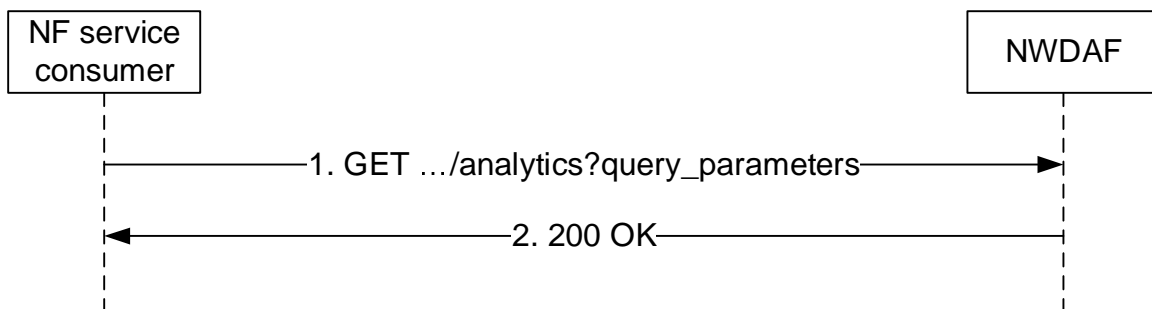 NF service
consumer
NWDAF
1. GET …/analytics?query_parameters
2. 200 OK